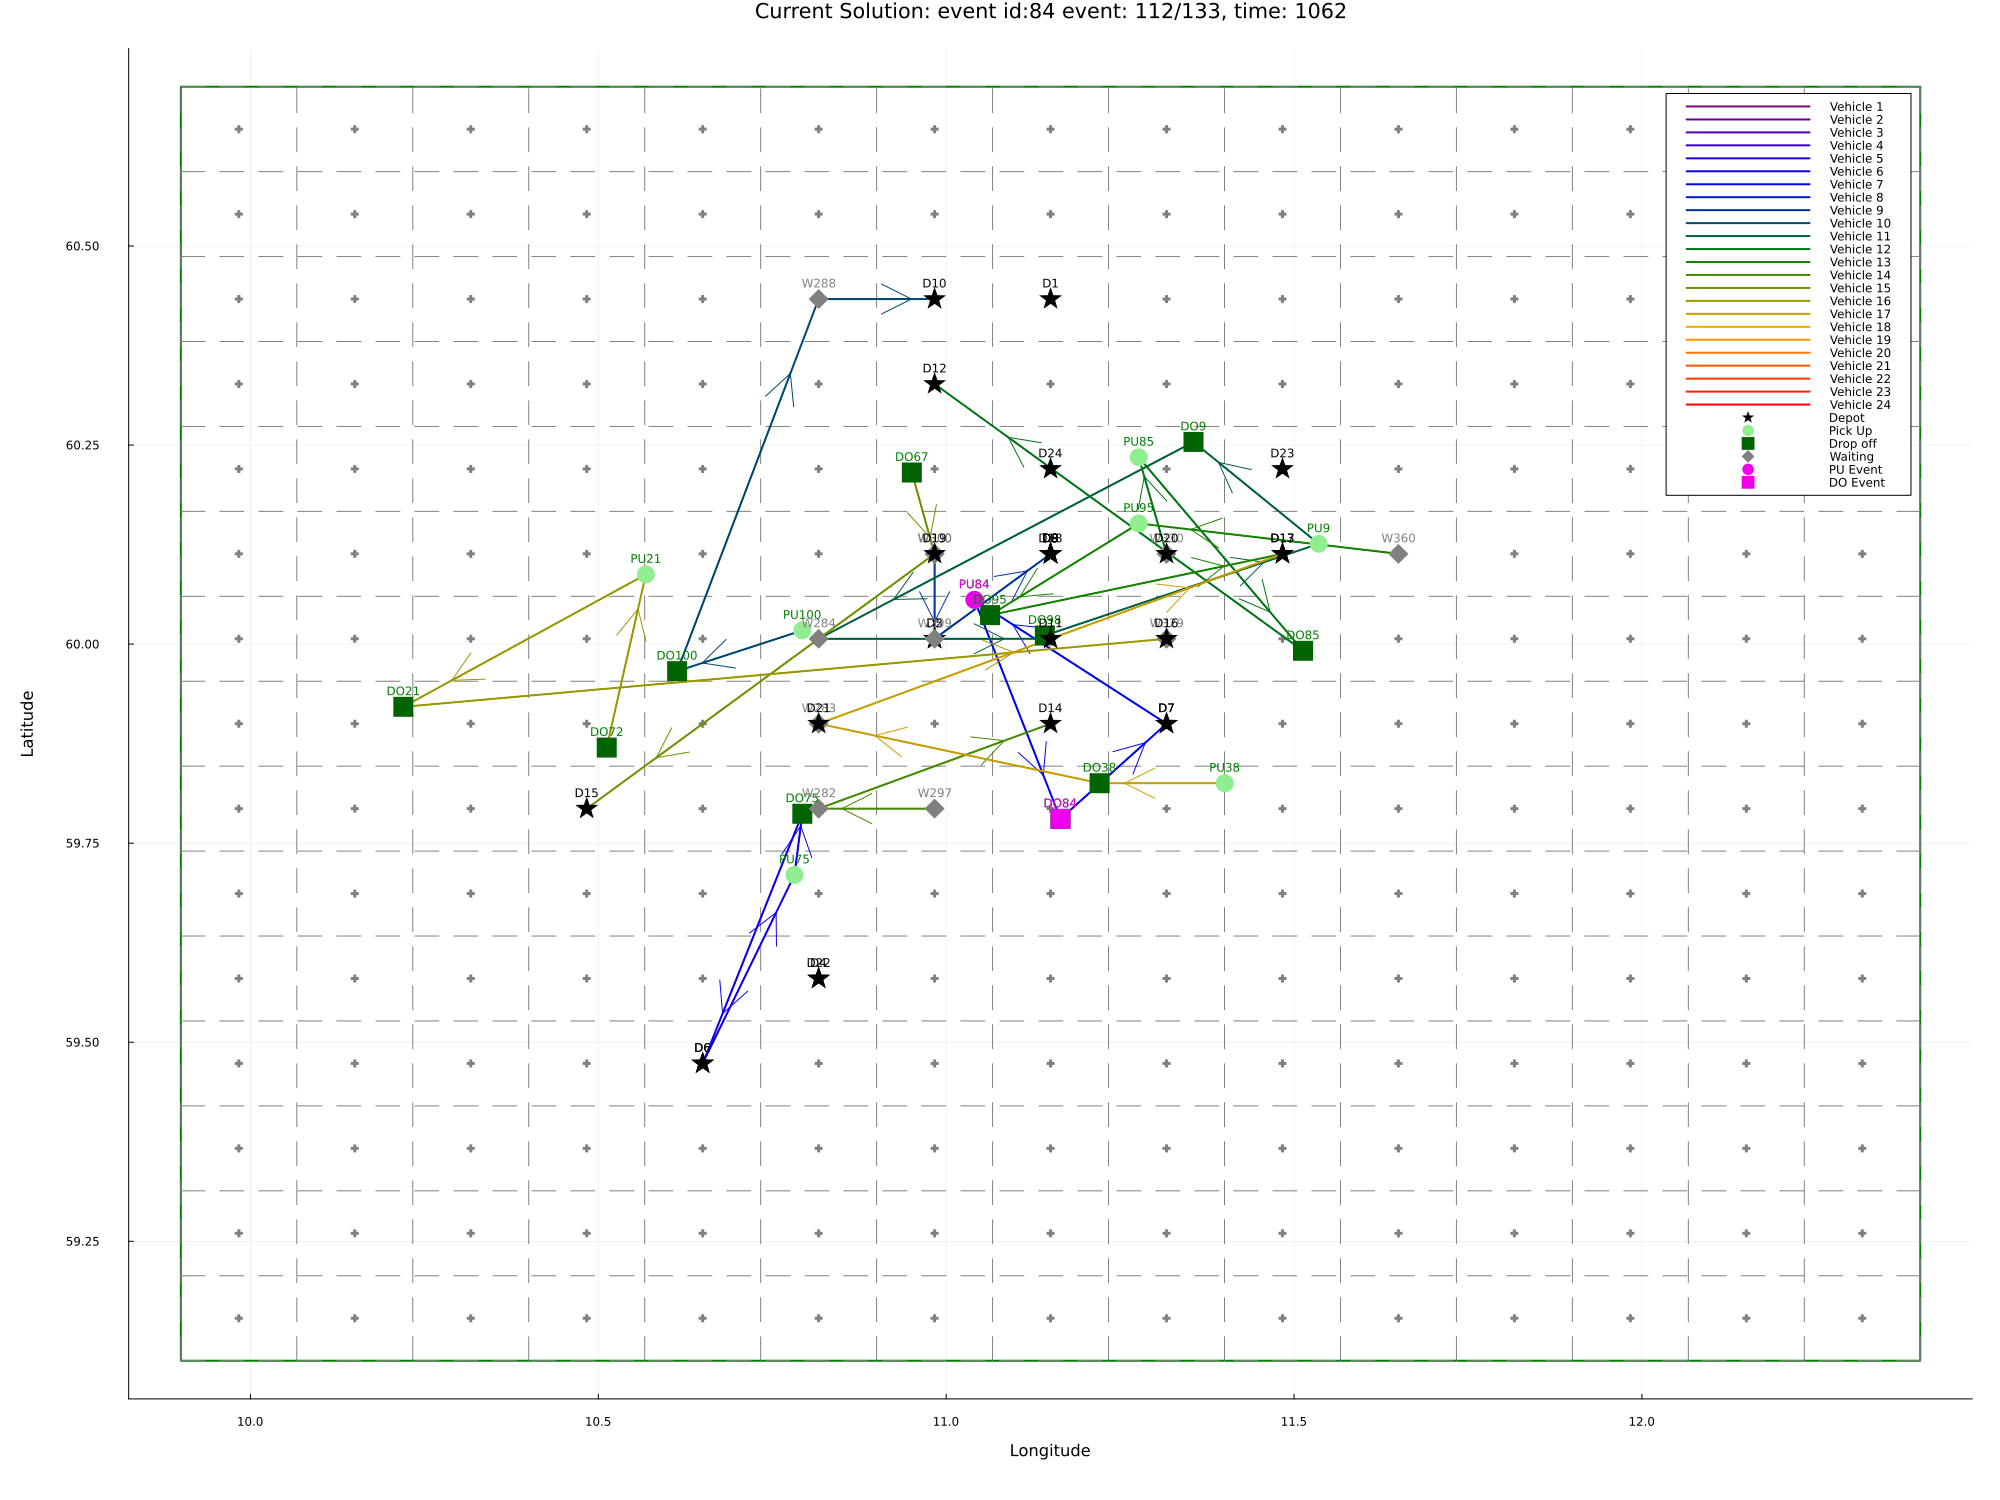 Current Solution: event id:84 event: 112/133, time: 1062
Vehicle 1
Vehicle 2
Vehicle 3
Vehicle 4
Vehicle 5
Vehicle 6
Vehicle 7
Vehicle 8
Vehicle 9
Vehicle 10
Vehicle 11
Vehicle 12
Vehicle 13
Vehicle 14
Vehicle 15
Vehicle 16
Vehicle 17
Vehicle 18
Vehicle 19
Vehicle 20
Vehicle 21
Vehicle 22
Vehicle 23
Vehicle 24
Depot
Pick Up
Drop off
Waiting
PU Event
DO Event
60.50
60.25
60.00
59.75
59.50
59.25
Latitude
W288
D10
D1
D12
DO9
PU85
DO67
D24
D23
PU95
PU9
D19
D20
D13
W360
PU21
PU84
DO95
PU100
W284
DO98
D11
D16
DO85
DO100
DO21
D21
D14
D7
DO72
DO38
PU38
D15
DO75
W282
W297
DO84
PU75
D22
D6
10.0
10.5
11.0
11.5
12.0
Longitude